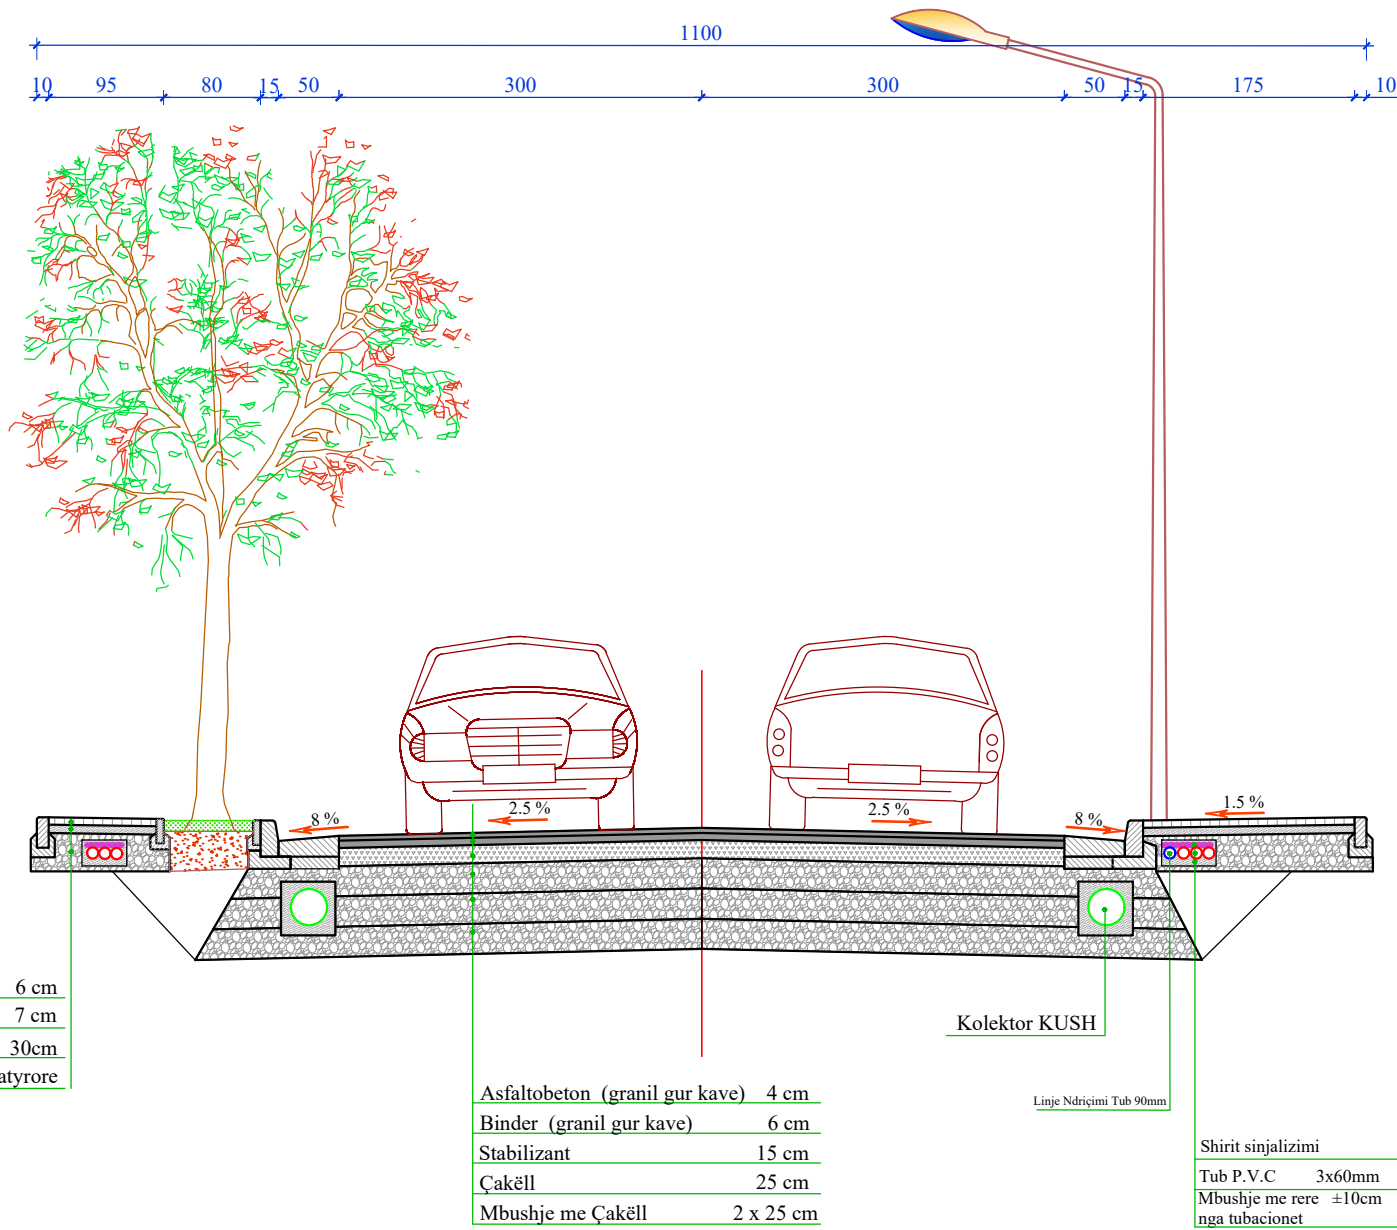 1100
10 95 80 15 50 300 300 50 15 175 10
8 % 2.5 % 2.5 % 8 % 1.5 %
6 cm
7 cm
30cm
atyrore
Kolektor KUSH
Linje Ndriçimi Tub 90mm
Asfaltobeton (granil gur kave) 4 cm
Binder (granil gur kave) 6 cm
Stabilizant 15 cm
Çakëll 25 cm
Mbushje me Çakëll 2 x 25 cm
Shirit sinjalizimi
Tub P.V.C 3x60mm
Mbushje me rere ±10cm
nga tubacionet